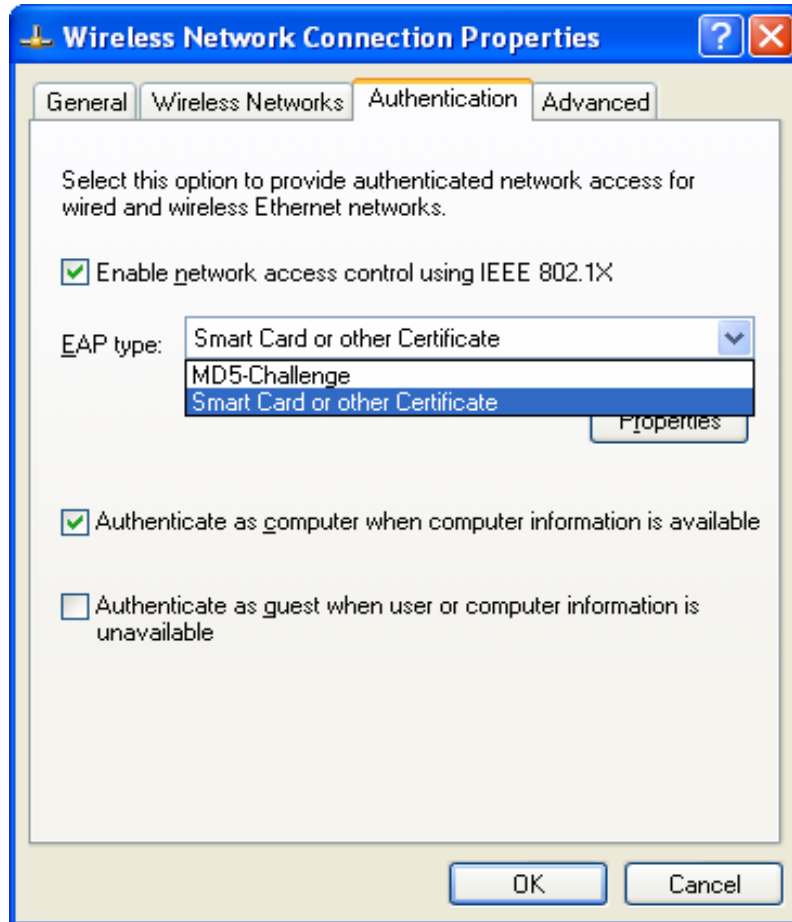 Wireless Network Connection Properties
?
General Wireless Networks Authentication Advanced
Select this option to provide authenticated network access for
wired and wireless Ethernet networks.
Enable network access control using IEEE 802.1X
EAP type: Smart Card or other Certificate
MD5-Challenge
Smart Card or other Certificate
Properties
Authenticate as computer when computer information is available
Authenticate as guest when user or computer information is
unavailable
OK Cancel